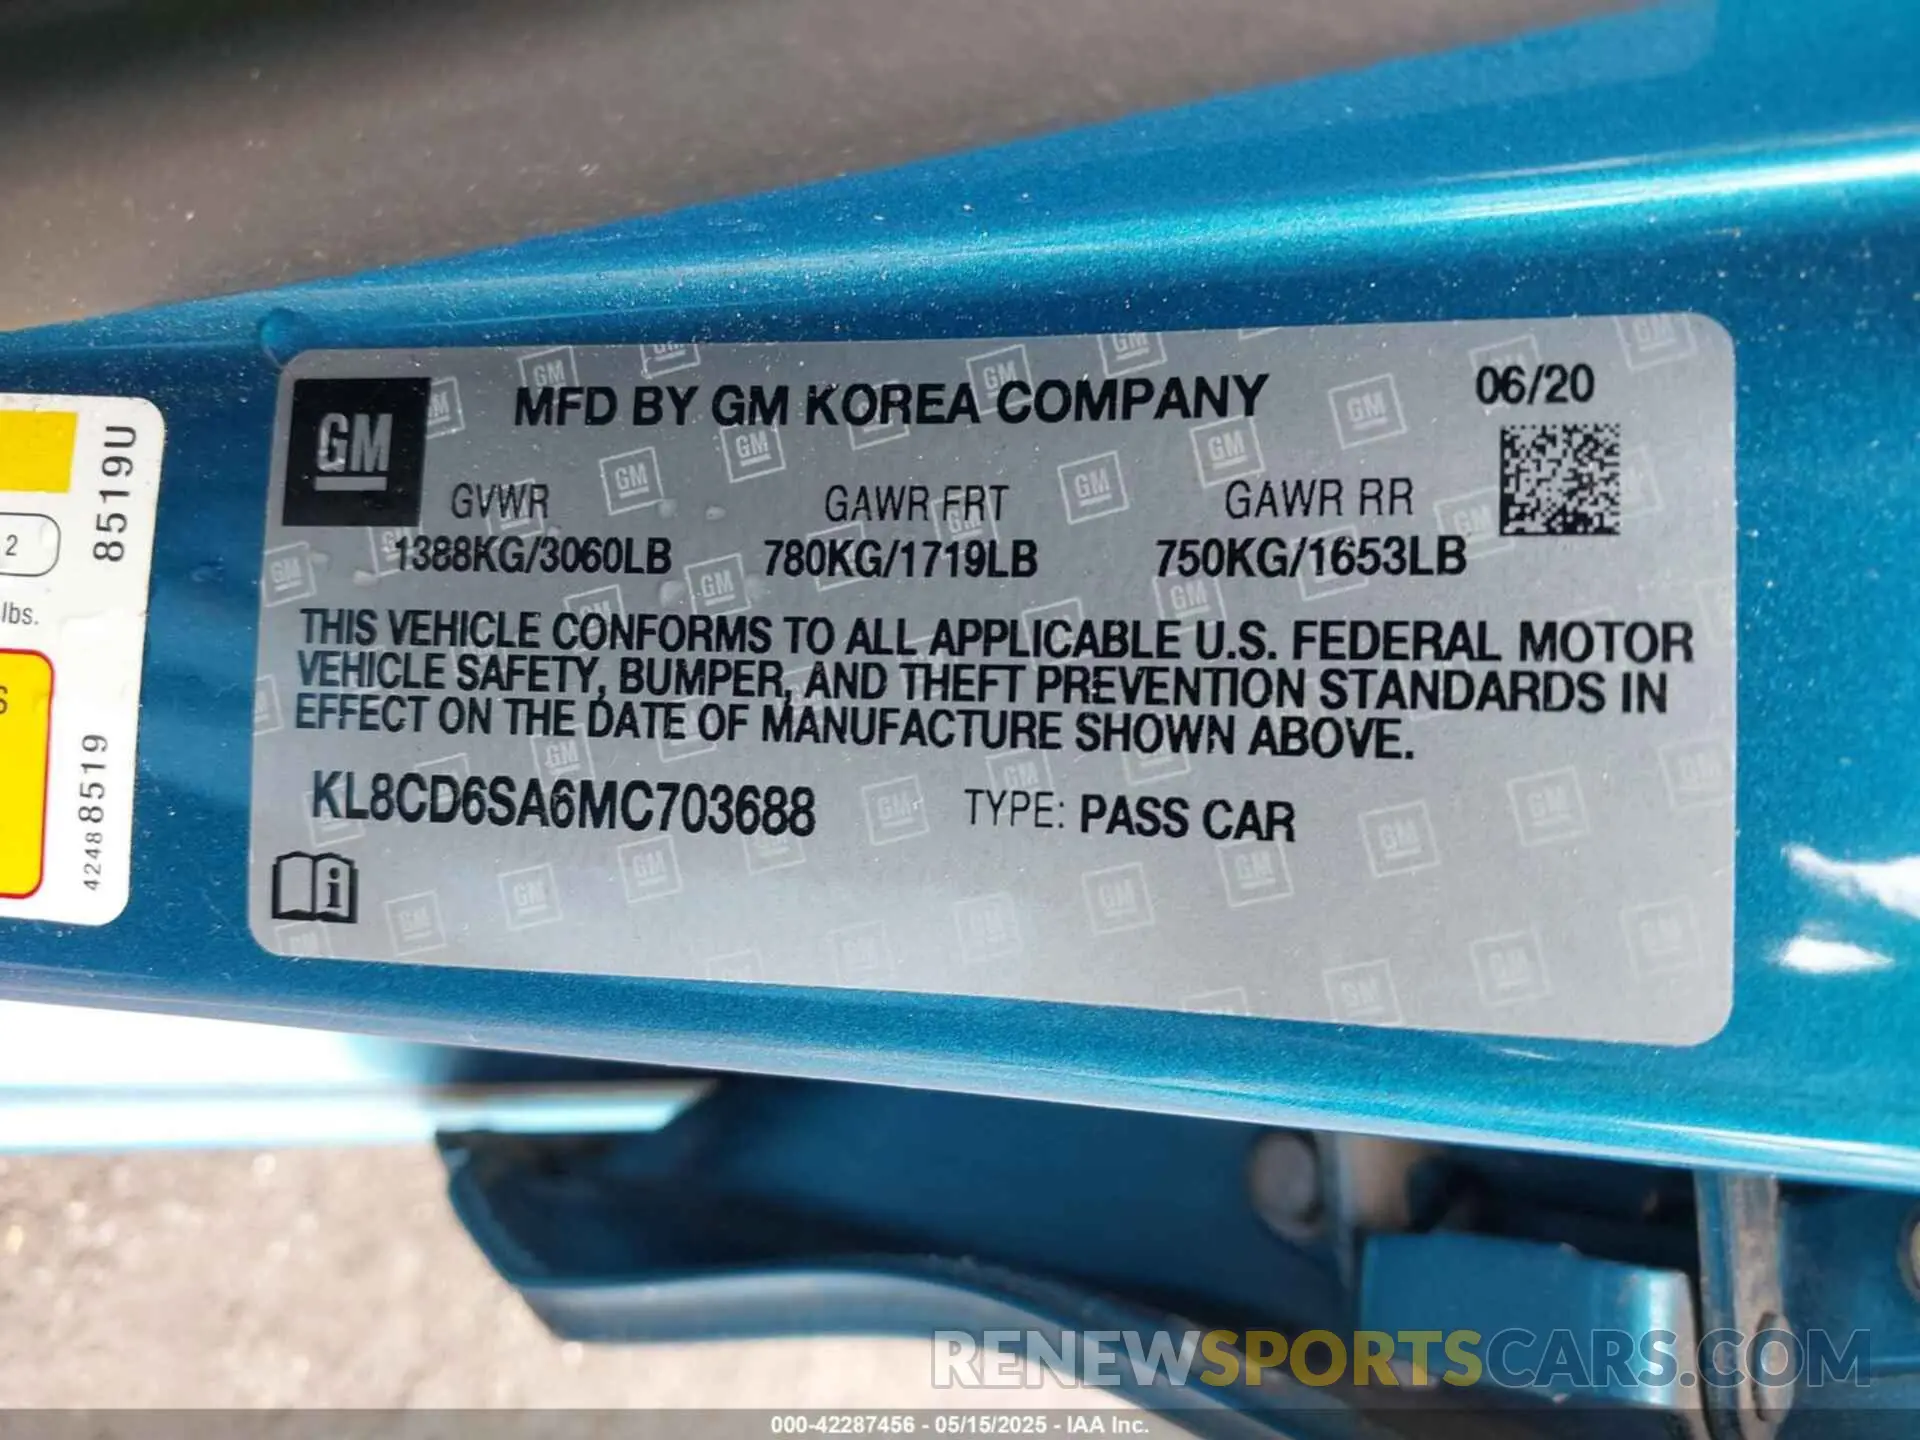 GM
MFD BY GM KOREA COMPANY
06/20
GVWR GAWR FRT GAWR RR
1388KG/3060LB 780KG/1719LB 750KG/1653LB
THIS VEHICLE CONFORMS TO ALL APPLICABLE U.S. FEDERAL MOTOR
VEHICLE SAFETY, BUMPER, AND THEFT PREVENTION STANDARDS IN
EFFECT ON THE DATE OF MANUFACTURE SHOWN ABOVE.
KL8CD6SA6MC703688 TYPE: PASS CAR
i
8519U
2
lbs.
S
42488519
RENEWSPORTSCARS.COM
000-42287456 - 05/15/2025 - IAA Inc.